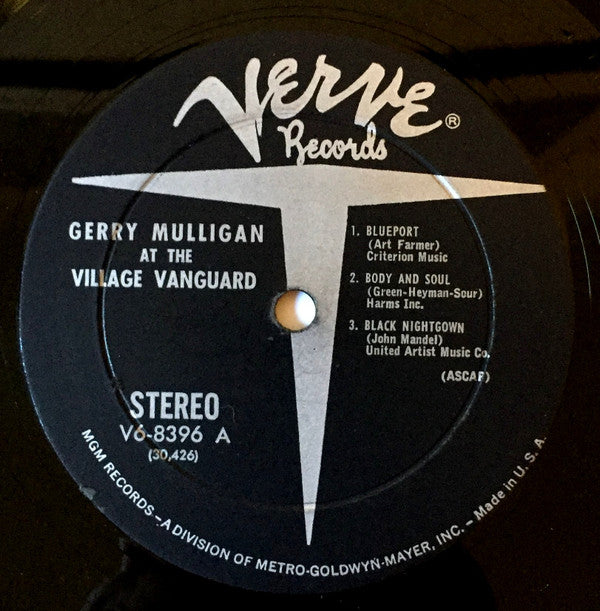 VERVE ®
Records
GERRY MULLIGAN
AT THE
VILLAGE VANGUARD
1. BLUEPORT
(Art Farmer)
Criterion Music
2. BODY AND SOUL
(Green-Heyman-Sour)
Harms Inc.
3. BLACK NIGHTGOWN
(John Mandel)
United Artist Music Co.
(ASCAP)
STEREO
V6-8396 A
(30,426)
MGM RECORDS – A DIVISION OF METRO-GOLDWYN-MAYER, INC. – Made in U. S. A.